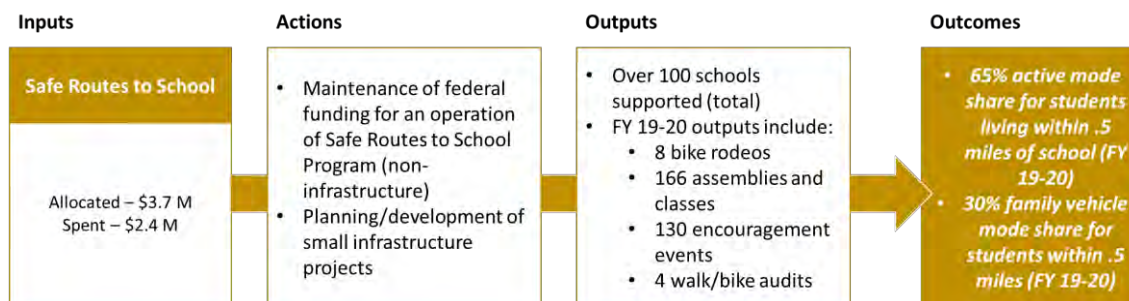 Inputs
Safe Routes to School
Allocated – $3.7 M
Spent – $2.4 M
Actions
• Maintenance of federal
funding for an operation
of Safe Routes to School
Program (non-
infrastructure)
• Planning/development of
small infrastructure
projects
Outputs
• Over 100 schools
supported (total)
• FY 19-20 outputs include:
• 8 bike rodeos
• 166 assemblies and
classes
• 130 encouragement
events
• 4 walk/bike audits
Outcomes
• 65% active mode
share for students
living within .5
miles of school (FY
19-20)
• 30% family vehicle
mode share for
students within .5
miles (FY 19-20)